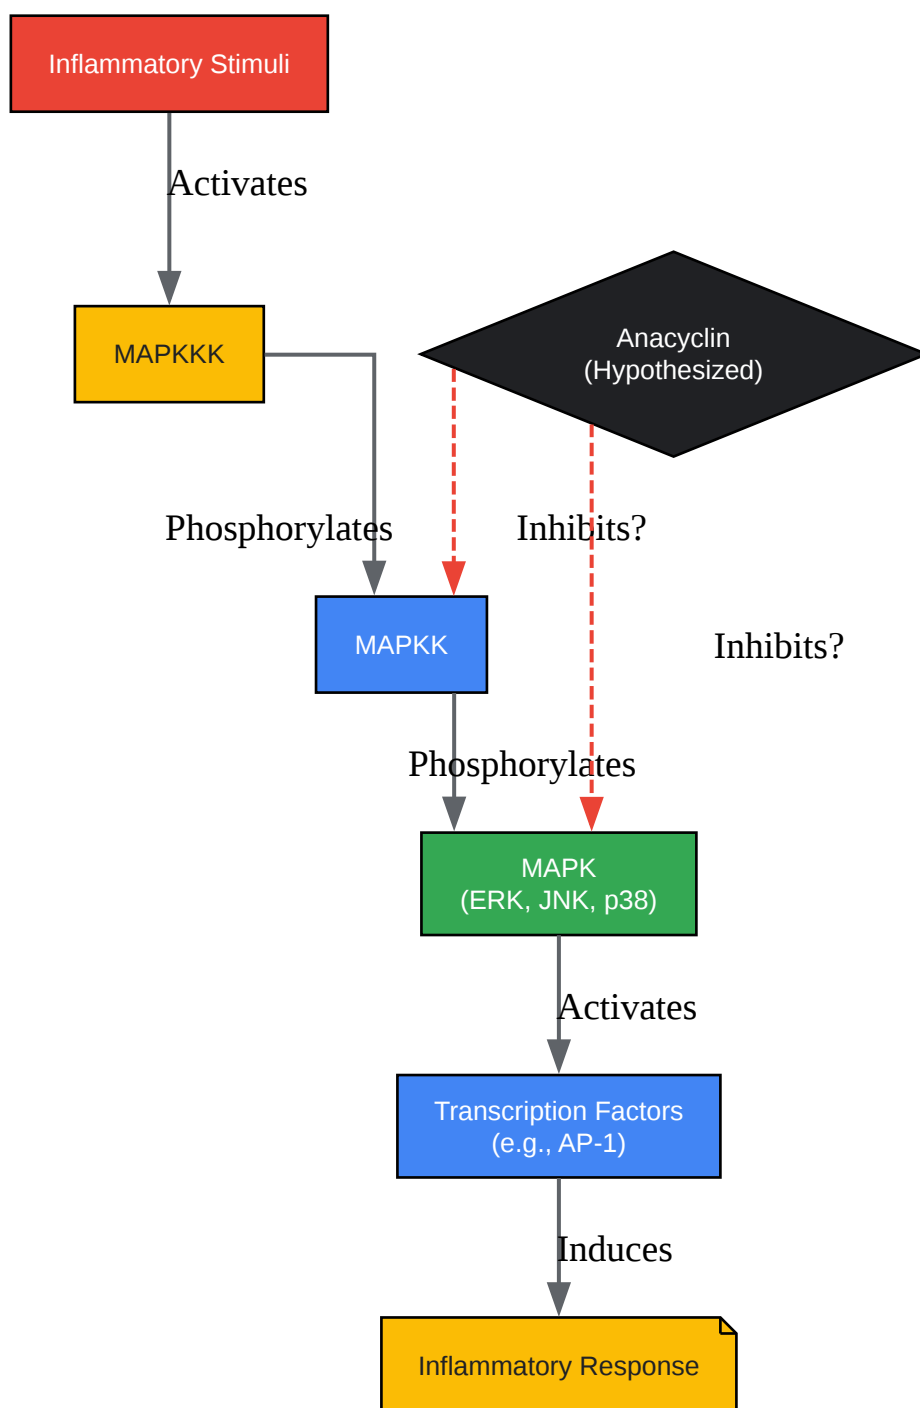 Inflammatory Stimuli
Activates
MAPKKK
Anacyclin
(Hypothesized)
Phosphorylates
Inhibits?
MAPKK
Inhibits?
Phosphorylates
MAPK
(ERK, JNK, p38)
Activates
Transcription Factors
(e.g., AP-1)
Induces
Inflammatory Response